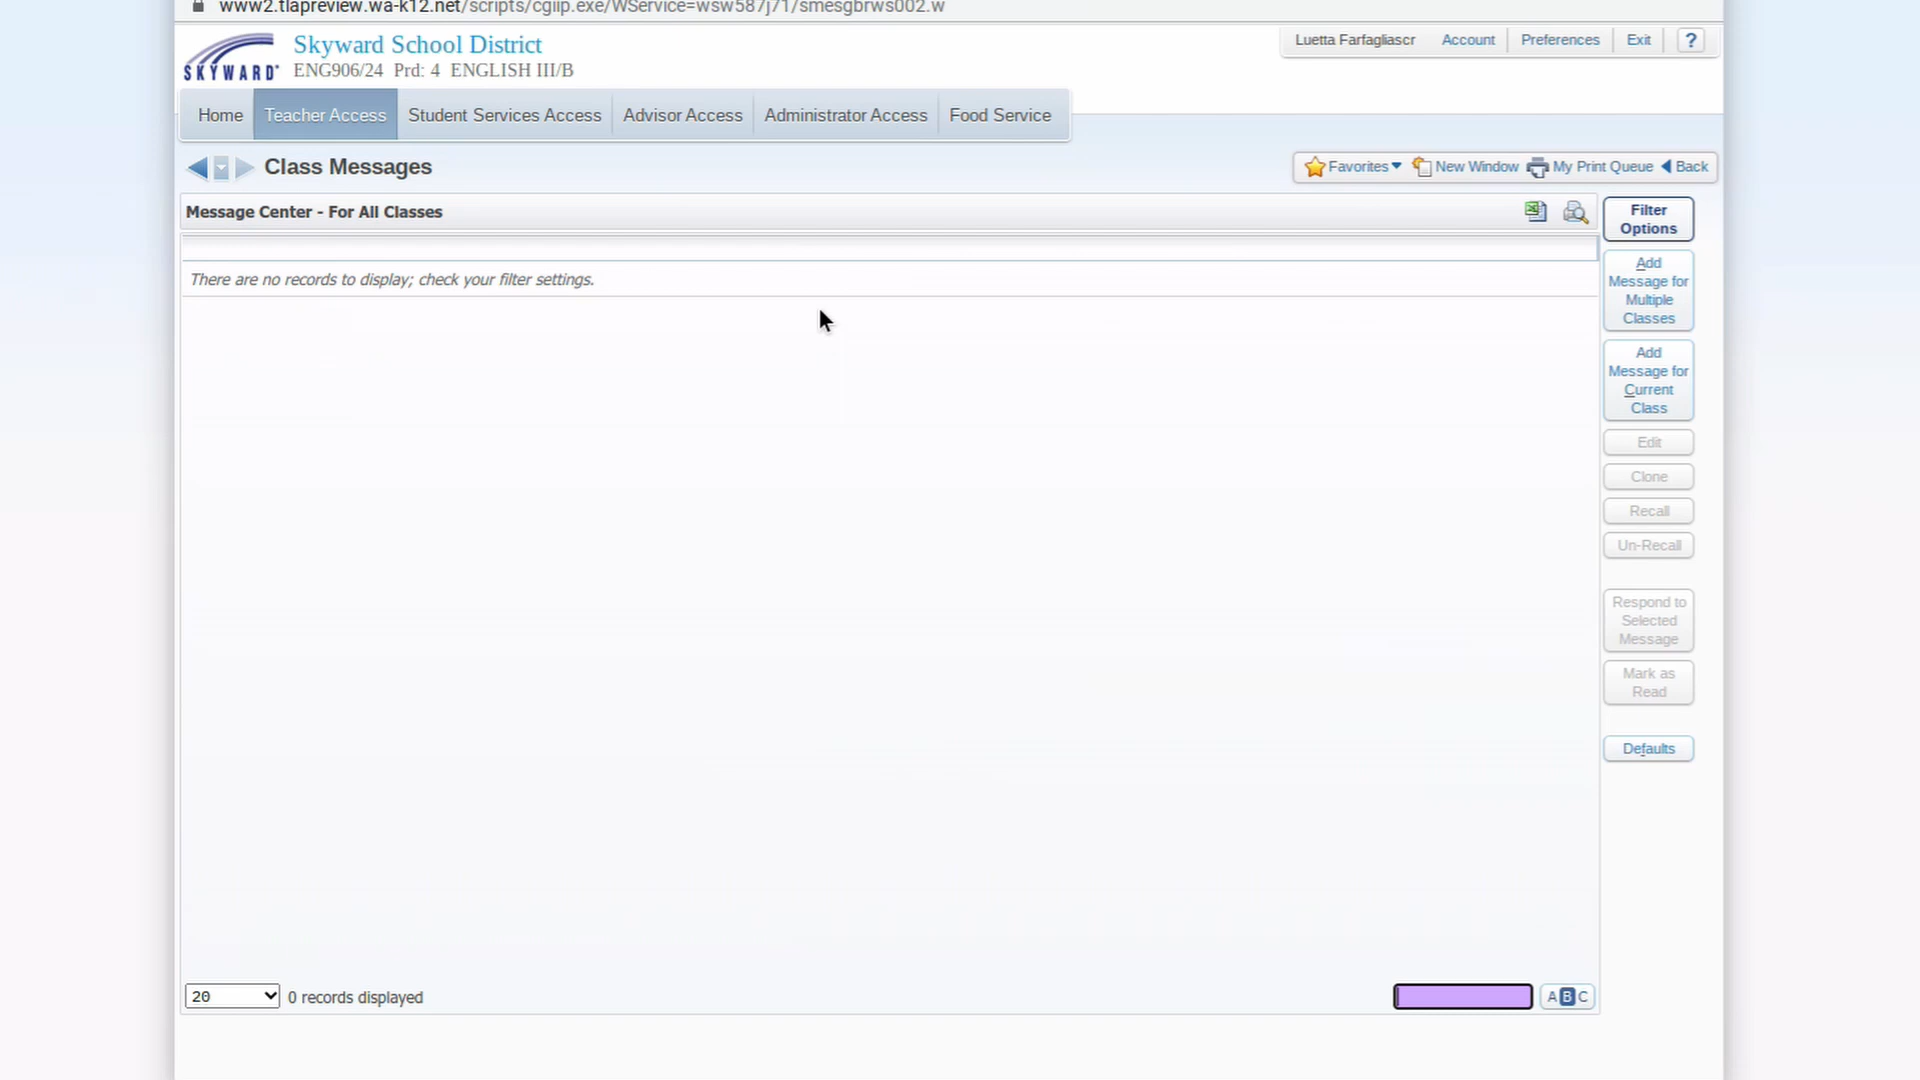 www2.tlapreview.wa-k12.net/scripts/cgiip.exe/WService=wsw587j71/smesgbrws002.w
SKYWARD
Skyward School District
ENG906/24 Prd: 4 ENGLISH III/B
Luetta Farfagliascr Account Preferences Exit ?
Home Teacher Access Student Services Access Advisor Access Administrator Access Food Service
Class Messages
Favorites New Window My Print Queue Back
Message Center - For All Classes
There are no records to display; check your filter settings.
Filter
Options
Add
Message for
Multiple
Classes
Add
Message for
Current
Class
Edit
Clone
Recall
Un-Recall
Respond to
Selected
Message
Mark as
Read
Defaults
20 0 records displayed
A B C